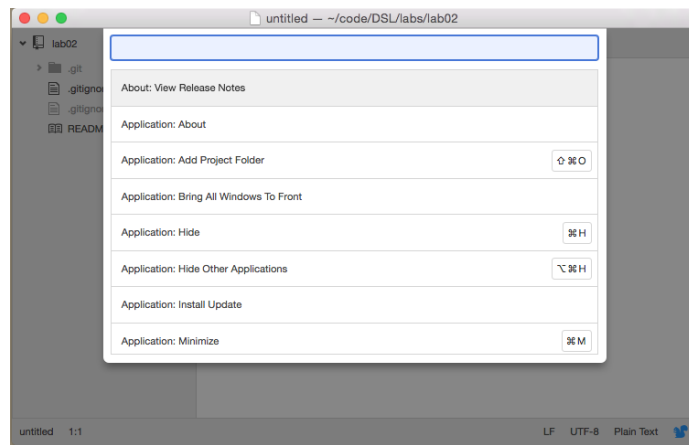 untitled — ~/code/DSL/labs/lab02
lab02
.git
.gitigno
.gitigno
READM
About: View Release Notes
Application: About
Application: Add Project Folder ⇧⌘O
Application: Bring All Windows To Front
Application: Hide ⌘H
Application: Hide Other Applications ⌥⌘H
Application: Install Update
Application: Minimize ⌘M
untitled 1:1 LF UTF-8 Plain Text